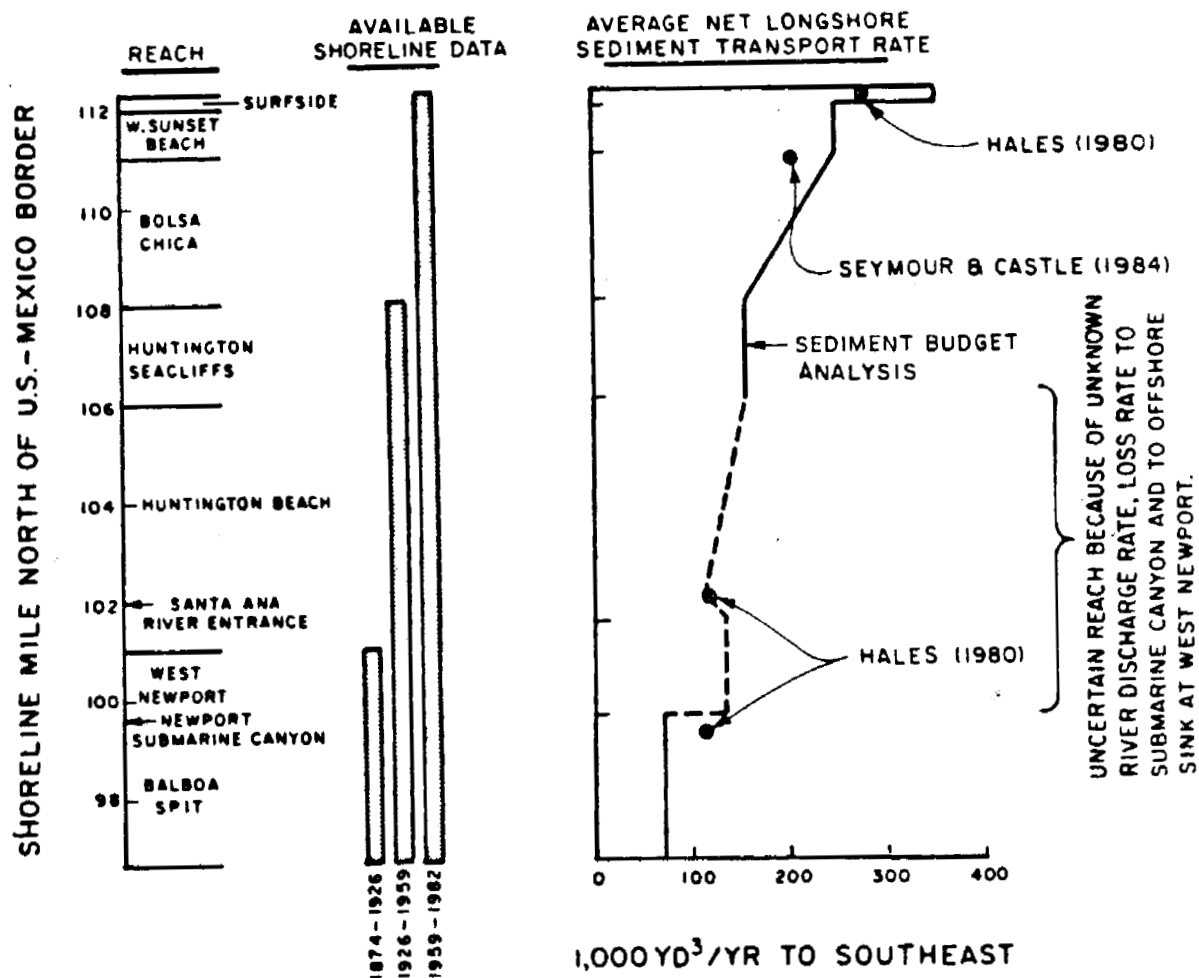 SHORELINE MILE NORTH OF U.S.-MEXICO BORDER
REACH
112
SURFSIDE
W. SUNSET
BEACH
110
BOLSA
CHICA
108
HUNTINGTON
SEACLIFFS
106
104
HUNTINGTON BEACH
102
SANTA ANA
RIVER ENTRANCE
WEST
NEWPORT
100
NEWPORT
SUBMARINE CANYON
BALBOA
SPIT
98
AVAILABLE
SHORELINE DATA
1874-1926
1926-1959
1959-1982
AVERAGE NET LONGSHORE
SEDIMENT TRANSPORT RATE
HALES (1980)
SEYMOUR & CASTLE (1984)
SEDIMENT BUDGET
ANALYSIS
HALES (1980)
UNCERTAIN REACH BECAUSE OF UNKNOWN
RIVER DISCHARGE RATE, LOSS RATE TO
SUBMARINE CANYON AND TO OFFSHORE
SINK AT WEST NEWPORT.
0 100 200 300 400
1,000 YD³/YR TO SOUTHEAST